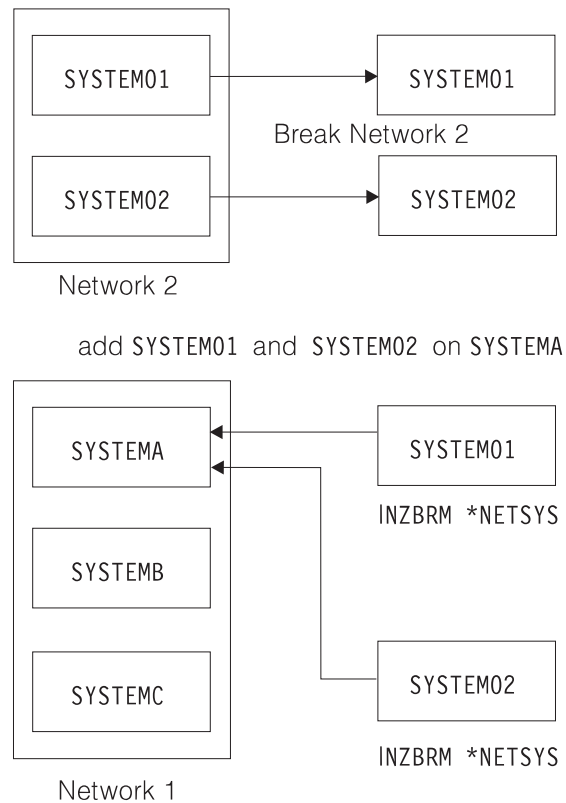 SYSTEM01
SYSTEM01
Break Network 2
SYSTEM02
SYSTEM02
Network 2
add SYSTEM01 and SYSTEM02 on SYSTEMA
SYSTEMA
SYSTEM01
INZBRM *NETSYS
SYSTEMB
SYSTEMC
SYSTEM02
INZBRM *NETSYS
Network 1